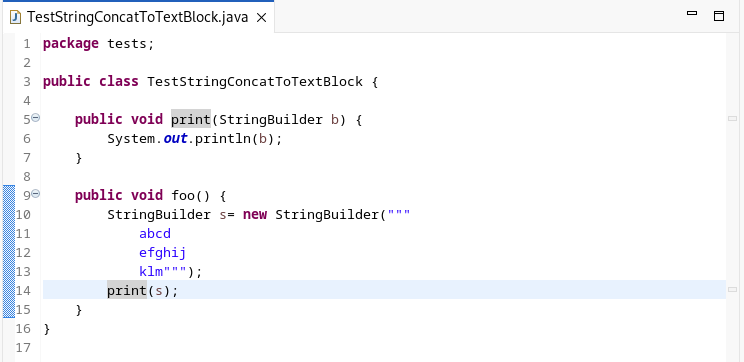 TestStringConcatToTextBlock.java
1 package tests;
2
3 public class TestStringConcatToTextBlock {
4
5     public void print(StringBuilder b) {
6         System.out.println(b);
7     }
8
9     public void foo() {
10         StringBuilder s= new StringBuilder("""
11             abcd
12             efghij
13             klm""");
14         print(s);
15     }
16 }
17